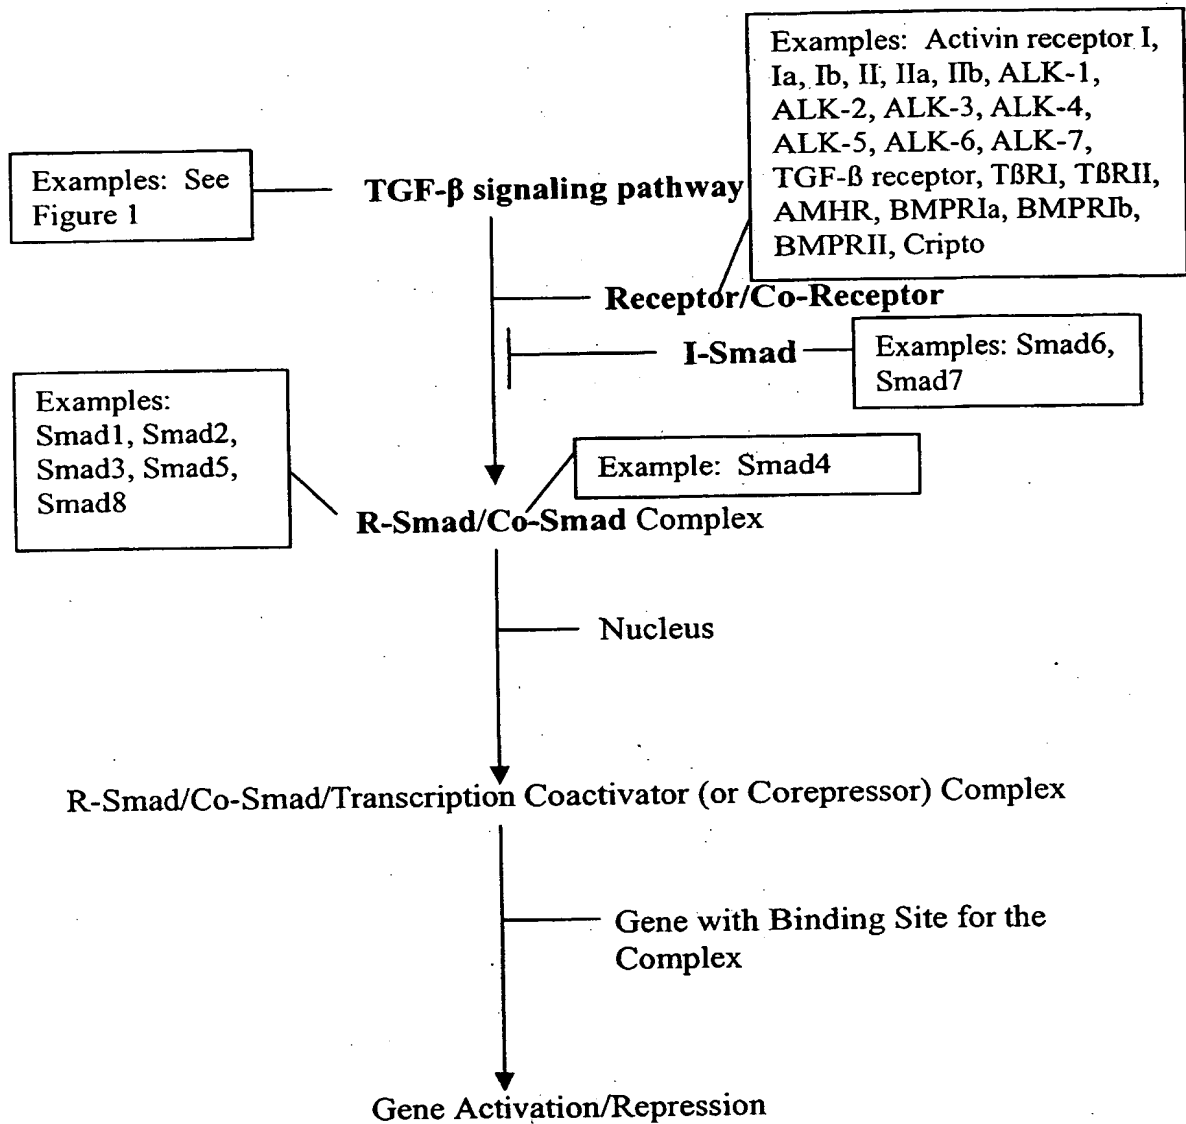 Examples: Activin receptor I,
Ia, Ib, II, IIa, IIb, ALK-1,
ALK-2, ALK-3, ALK-4,
ALK-5, ALK-6, ALK-7,
TGF-ß receptor, TßRI, TßRII,
AMHR, BMPRIa, BMPRIb,
BMPRII, Cripto
Examples: See
Figure 1
TGF-β signaling pathway
Receptor/Co-Receptor
I-Smad
Examples: Smad6,
Smad7
Examples:
Smad1, Smad2,
Smad3, Smad5,
Smad8
Example: Smad4
R-Smad/Co-Smad Complex
Nucleus
R-Smad/Co-Smad/Transcription Coactivator (or Corepressor) Complex
Gene with Binding Site for the
Complex
Gene Activation/Repression